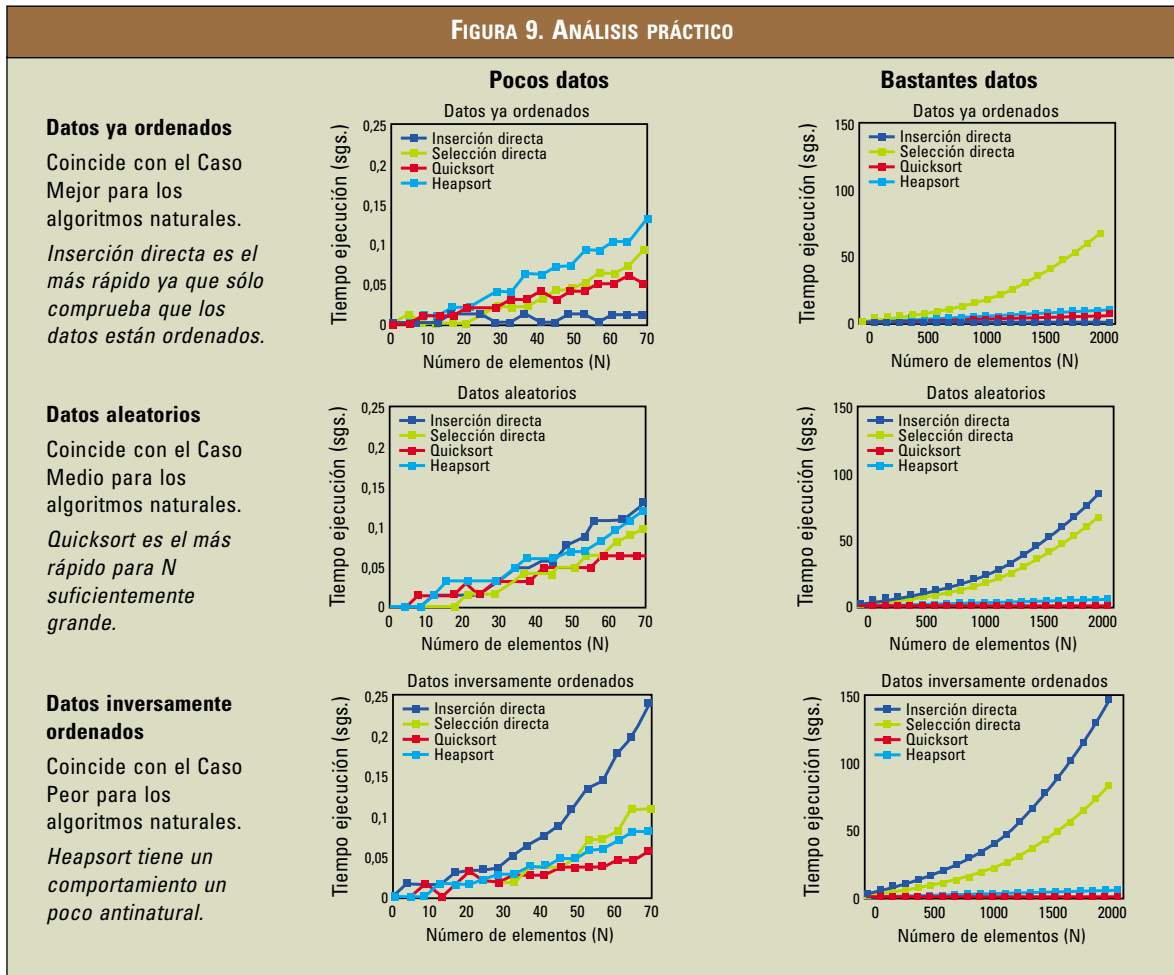 FIGURA 9. ANÁLISIS PRÁCTICO
Pocos datos
Bastantes datos
Datos ya ordenados
Coincide con el Caso
Mejor para los
algoritmos naturales.
Inserción directa es el
más rápido ya que sólo
comprueba que los
datos están ordenados.
Datos ya ordenados
Tiempo ejecución (sgs.)
0,25
0,2
0,15
0,1
0,05
0
Inserción directa
Selección directa
Quicksort
Heapsort
0 10 20 30 40 50 60 70
Número de elementos (N)
Datos ya ordenados
Tiempo ejecución (sgs.)
150
100
50
0
Inserción directa
Selección directa
Quicksort
Heapsort
0 500 1000 1500 2000
Número de elementos (N)
Datos aleatorios
Coincide con el Caso
Medio para los
algoritmos naturales.
Quicksort es el más
rápido para N
suficientemente
grande.
Datos aleatorios
Tiempo ejecución (sgs.)
0,25
0,2
0,15
0,1
0,05
0
Inserción directa
Selección directa
Quicksort
Heapsort
0 10 20 30 40 50 60 70
Número de elementos (N)
Datos aleatorios
Tiempo ejecución (sgs.)
150
100
50
0
Inserción directa
Selección directa
Quicksort
Heapsort
0 500 1000 1500 2000
Número de elementos (N)
Datos inversamente
ordenados
Coincide con el Caso
Peor para los
algoritmos naturales.
Heapsort tiene un
comportamiento un
poco antinatural.
Datos inversamente ordenados
Tiempo ejecución (sgs.)
0,25
0,2
0,15
0,1
0,05
0
Inserción directa
Selección directa
Quicksort
Heapsort
0 10 20 30 40 50 60 70
Número de elementos (N)
Datos inversamente ordenados
Tiempo ejecución (sgs.)
150
100
50
0
Inserción directa
Selección directa
Quicksort
Heapsort
0 500 1000 1500 2000
Número de elementos (N)